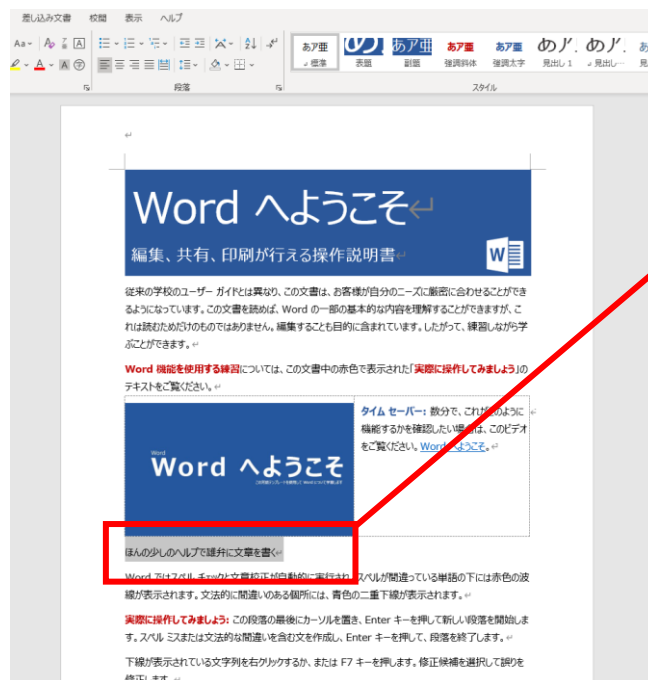 差し込み文書 校閲 表示 ヘルプ
あア亜 あア亜 あア亜 あア亜
標準 表題 副題 強調斜体 強調太字 見出し 1 見出し…
段落 スタイル
Word へようこそ
編集、共有、印刷が行える操作説明書
従来の学校のユーザー ガイドとは異なり、この文書は、お客様が自分のニーズに厳密に合わせることができ
るようになっています。この文書を読めば、Word の一部の基本的な内容を理解することができますが、こ
れは読むためだけのものではありません。編集することも目的に含まれています。したがって、練習しながら学
ぶことができます。
Word 機能を使用する練習については、この文書中の赤色で表示された「実際に操作してみましょう」の
テキストをご覧ください。
タイム セーバー: 数分で、これがどのように
機能するかを確認したい場合は、このビデオ
をご覧ください。Word へようこそ。
Word
Word へようこそ
ほんの少しのヘルプで雄弁に文章を書く
Word ではスペル チェックと文章校正が自動的に実行され、スペルが間違っている単語の下には赤色の波
線が表示されます。文法的に間違いのある個所には、青色の二重下線が表示されます。
実際に操作してみましょう: この段落の最後にカーソルを置き、Enter キーを押して新しい段落を開始しま
す。スペル ミスまたは文法的な間違いを含む文を作成し、Enter キーを押して、段落を終了します。
下線が表示されている文字列を右クリックするか、または F7 キーを押します。修正候補を選択して誤りを
修正します。